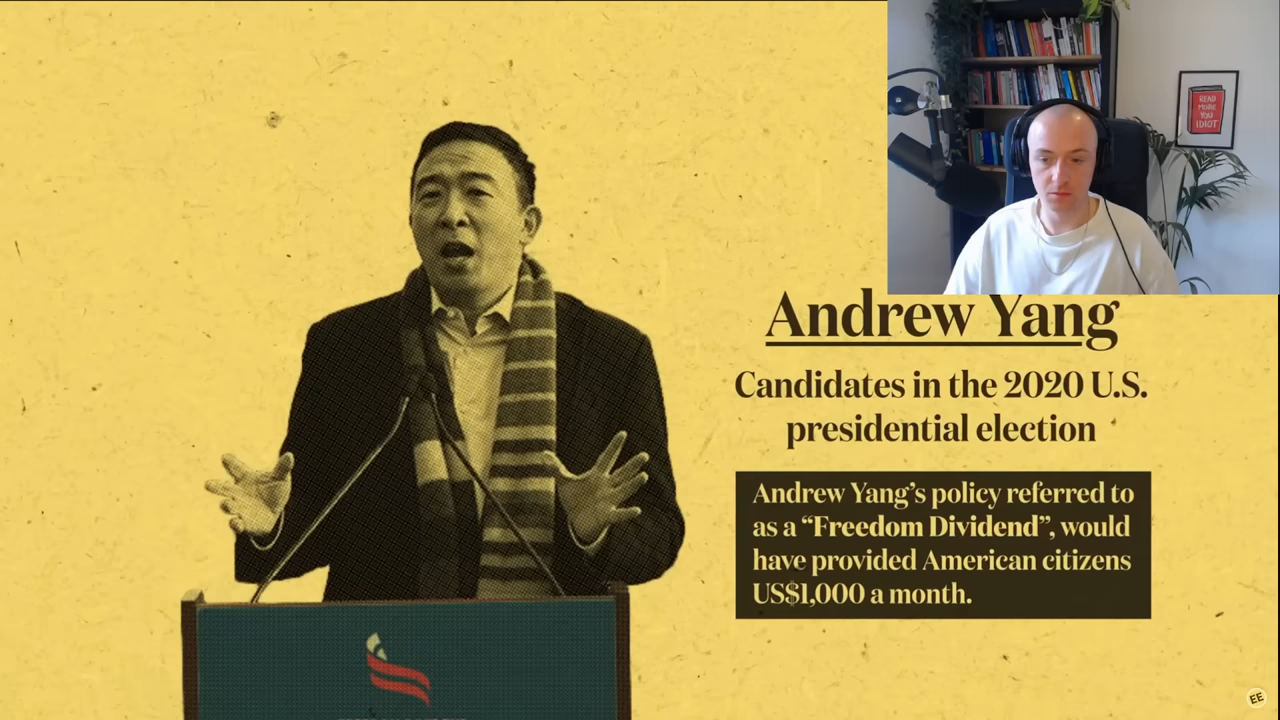 READ
MORE
YOU
IDIOT
Andrew Yang
Candidates in the 2020 U.S.
presidential election
Andrew Yang’s policy referred to
as a “Freedom Dividend”, would
have provided American citizens
US$1,000 a month.
EE